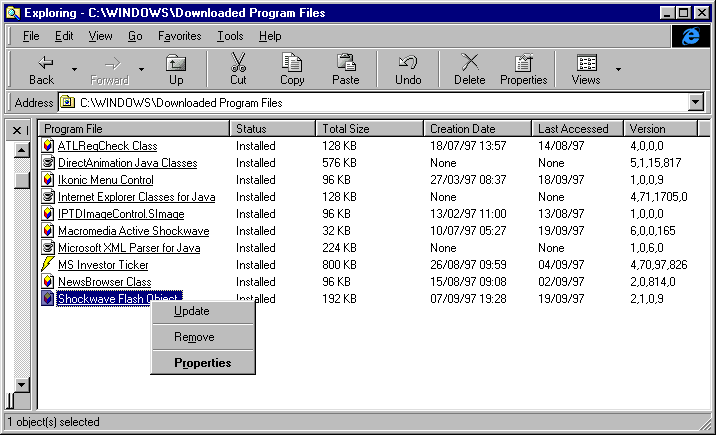 Exploring - C:\WINDOWS\Downloaded Program Files
File Edit View Go Favorites Tools Help
Back Forward Up Cut Copy Paste Undo Delete Properties Views
Address C:\WINDOWS\Downloaded Program Files
Program File Status Total Size Creation Date Last Accessed Version
ATLRegCheck Class Installed 128 KB 18/07/97 13:57 14/08/97 4,0,0,0
DirectAnimation Java Classes Installed 576 KB None None 5,1,15,817
Ikonic Menu Control Installed 96 KB 27/03/97 08:37 18/09/97 1,0,0,9
Internet Explorer Classes for Java Installed 128 KB None None 4,71,1705,0
IPTDImageControl.SImage Installed 96 KB 13/02/97 11:00 13/08/97 1,0,0,0
Macromedia Active Shockwave Installed 32 KB 10/07/97 05:27 19/09/97 6,0,0,165
Microsoft XML Parser for Java Installed 224 KB None None 1,0,6,0
MS Investor Ticker Installed 800 KB 26/08/97 09:59 04/09/97 4,70,97,826
NewsBrowser Class Installed 96 KB 15/08/97 09:08 02/09/97 2,0,814,0
Shockwave Flash Object Installed 192 KB 07/09/97 19:28 19/09/97 2,1,0,9
Update
Remove
Properties
1 object(s) selected